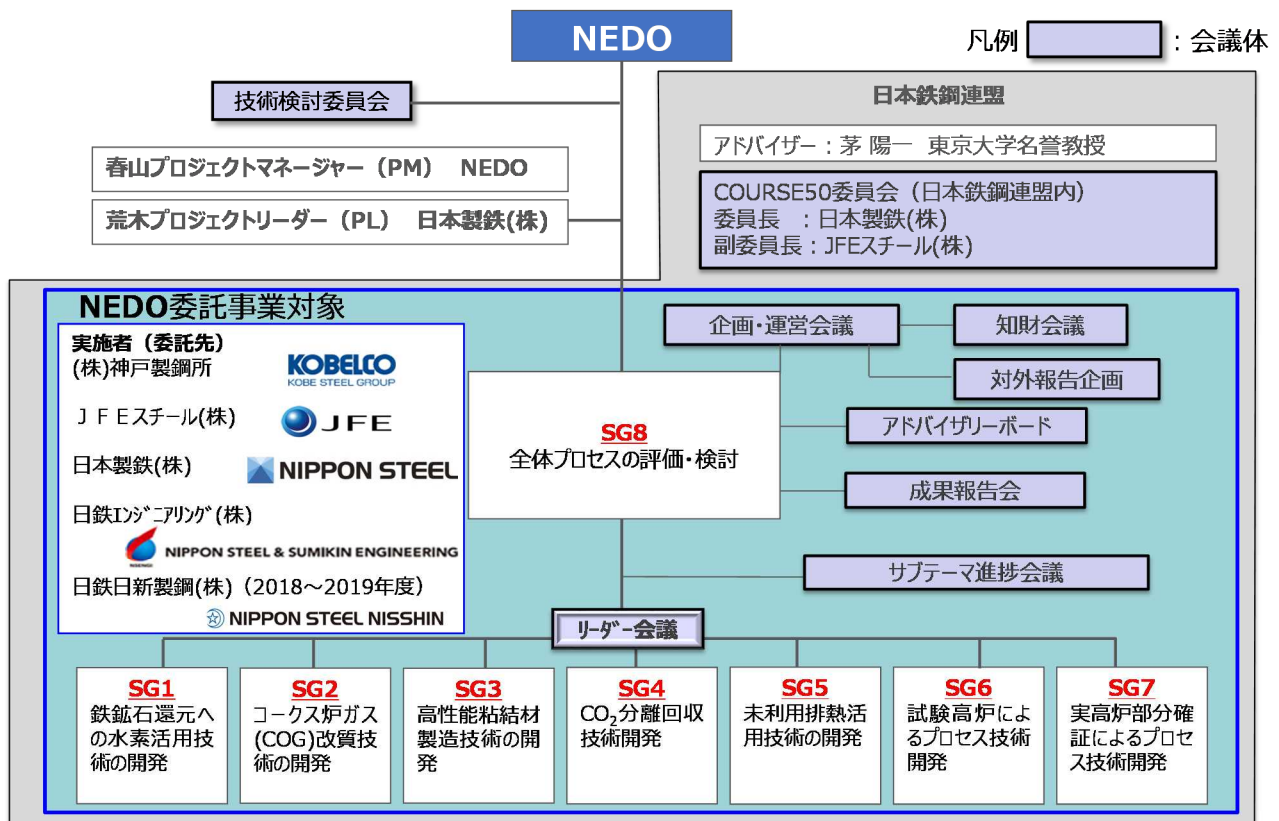 NEDO
凡例
：会議体
技術検討委員会
日本鉄鋼連盟
アドバイザー：茅 陽一 東京大学名誉教授
春山プロジェクトマネージャー（PM） NEDO
荒木プロジェクトリーダー（PL） 日本製鉄(株)
COURSE50委員会（日本鉄鋼連盟内）
委員長 ：日本製鉄(株)
副委員長：JFEスチール(株)
NEDO委託事業対象
実施者（委託先）
(株)神戸製鋼所
KOBELCO
KOBE STEEL GROUP
ＪＦＥスチール(株)
JFE
日本製鉄(株)
NIPPON STEEL
日鉄ｴﾝｼﾞﾆｱﾘﾝｸﾞ(株)
NIPPON STEEL & SUMIKIN ENGINEERING
日鉄日新製鋼(株)（2018～2019年度）
NIPPON STEEL NISSHIN
企画・運営会議
知財会議
対外報告企画
SG8
全体プロセスの評価・検討
アドバイザリーボード
成果報告会
サブテーマ進捗会議
ﾘｰﾀﾞｰ会議
SG1
鉄鉱石還元へ
の水素活用技
術の開発
SG2
コークス炉ガス
(COG)改質技
術の開発
SG3
高性能粘結材
製造技術の開
発
SG4
CO₂分離回収
技術開発
SG5
未利用排熱活
用技術の開発
SG6
試験高炉によ
るプロセス技術
開発
SG7
実高炉部分確
証によるプロセ
ス技術開発